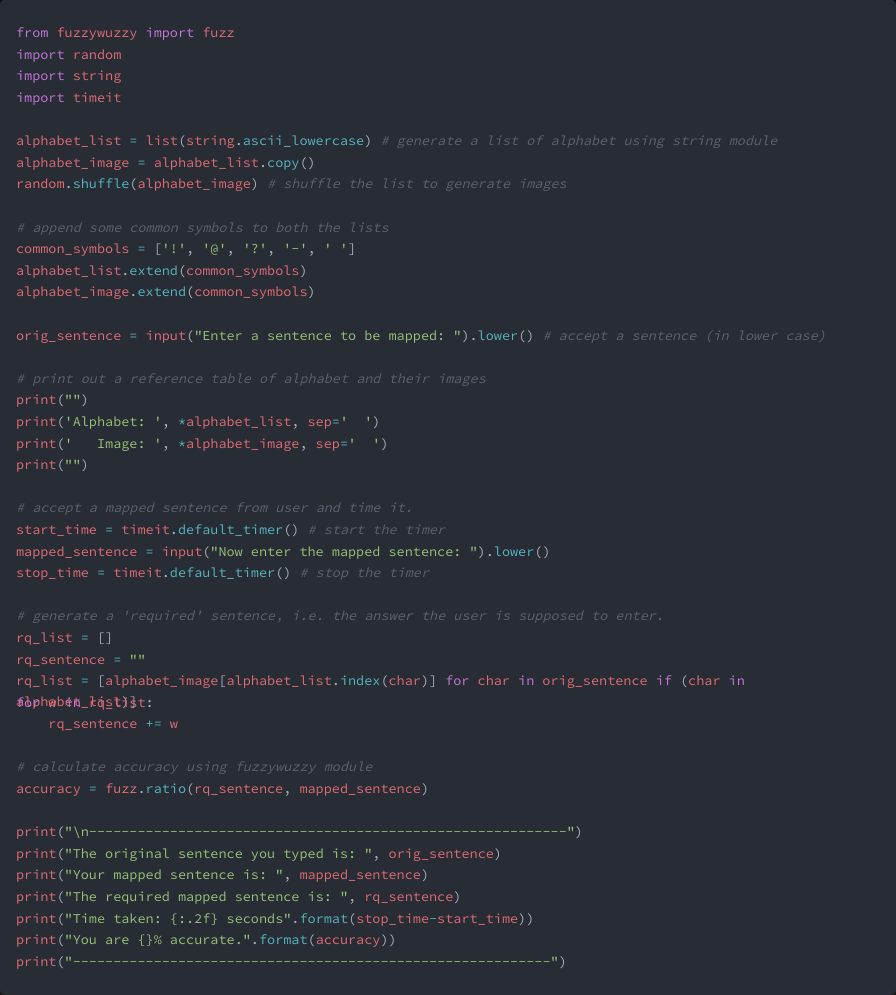 from fuzzywuzzy import fuzz
import random
import string
import timeit

alphabet_list = list(string.ascii_lowercase) # generate a list of alphabet using string module
alphabet_image = alphabet_list.copy()
random.shuffle(alphabet_image) # shuffle the list to generate images

# append some common symbols to both the lists
common_symbols = ['!', '@', '?', '-', ' ']
alphabet_list.extend(common_symbols)
alphabet_image.extend(common_symbols)

orig_sentence = input("Enter a sentence to be mapped: ").lower() # accept a sentence (in lower case)

# print out a reference table of alphabet and their images
print("")
print('Alphabet: ', *alphabet_list, sep='  ')
print('   Image: ', *alphabet_image, sep='  ')
print("")

# accept a mapped sentence from user and time it.
start_time = timeit.default_timer() # start the timer
mapped_sentence = input("Now enter the mapped sentence: ").lower()
stop_time = timeit.default_timer() # stop the timer

# generate a 'required' sentence, i.e. the answer the user is supposed to enter.
rq_list = []
rq_sentence = ""
rq_list = [alphabet_image[alphabet_list.index(char)] for char in orig_sentence if (char in
alphabet_list)]
for w in rq_list:
    rq_sentence += w

# calculate accuracy using fuzzywuzzy module
accuracy = fuzz.ratio(rq_sentence, mapped_sentence)

print("\n-----------------------------------------------------------")
print("The original sentence you typed is: ", orig_sentence)
print("Your mapped sentence is: ", mapped_sentence)
print("The required mapped sentence is: ", rq_sentence)
print("Time taken: {:.2f} seconds".format(stop_time-start_time))
print("You are {}% accurate.".format(accuracy))
print("-----------------------------------------------------------")